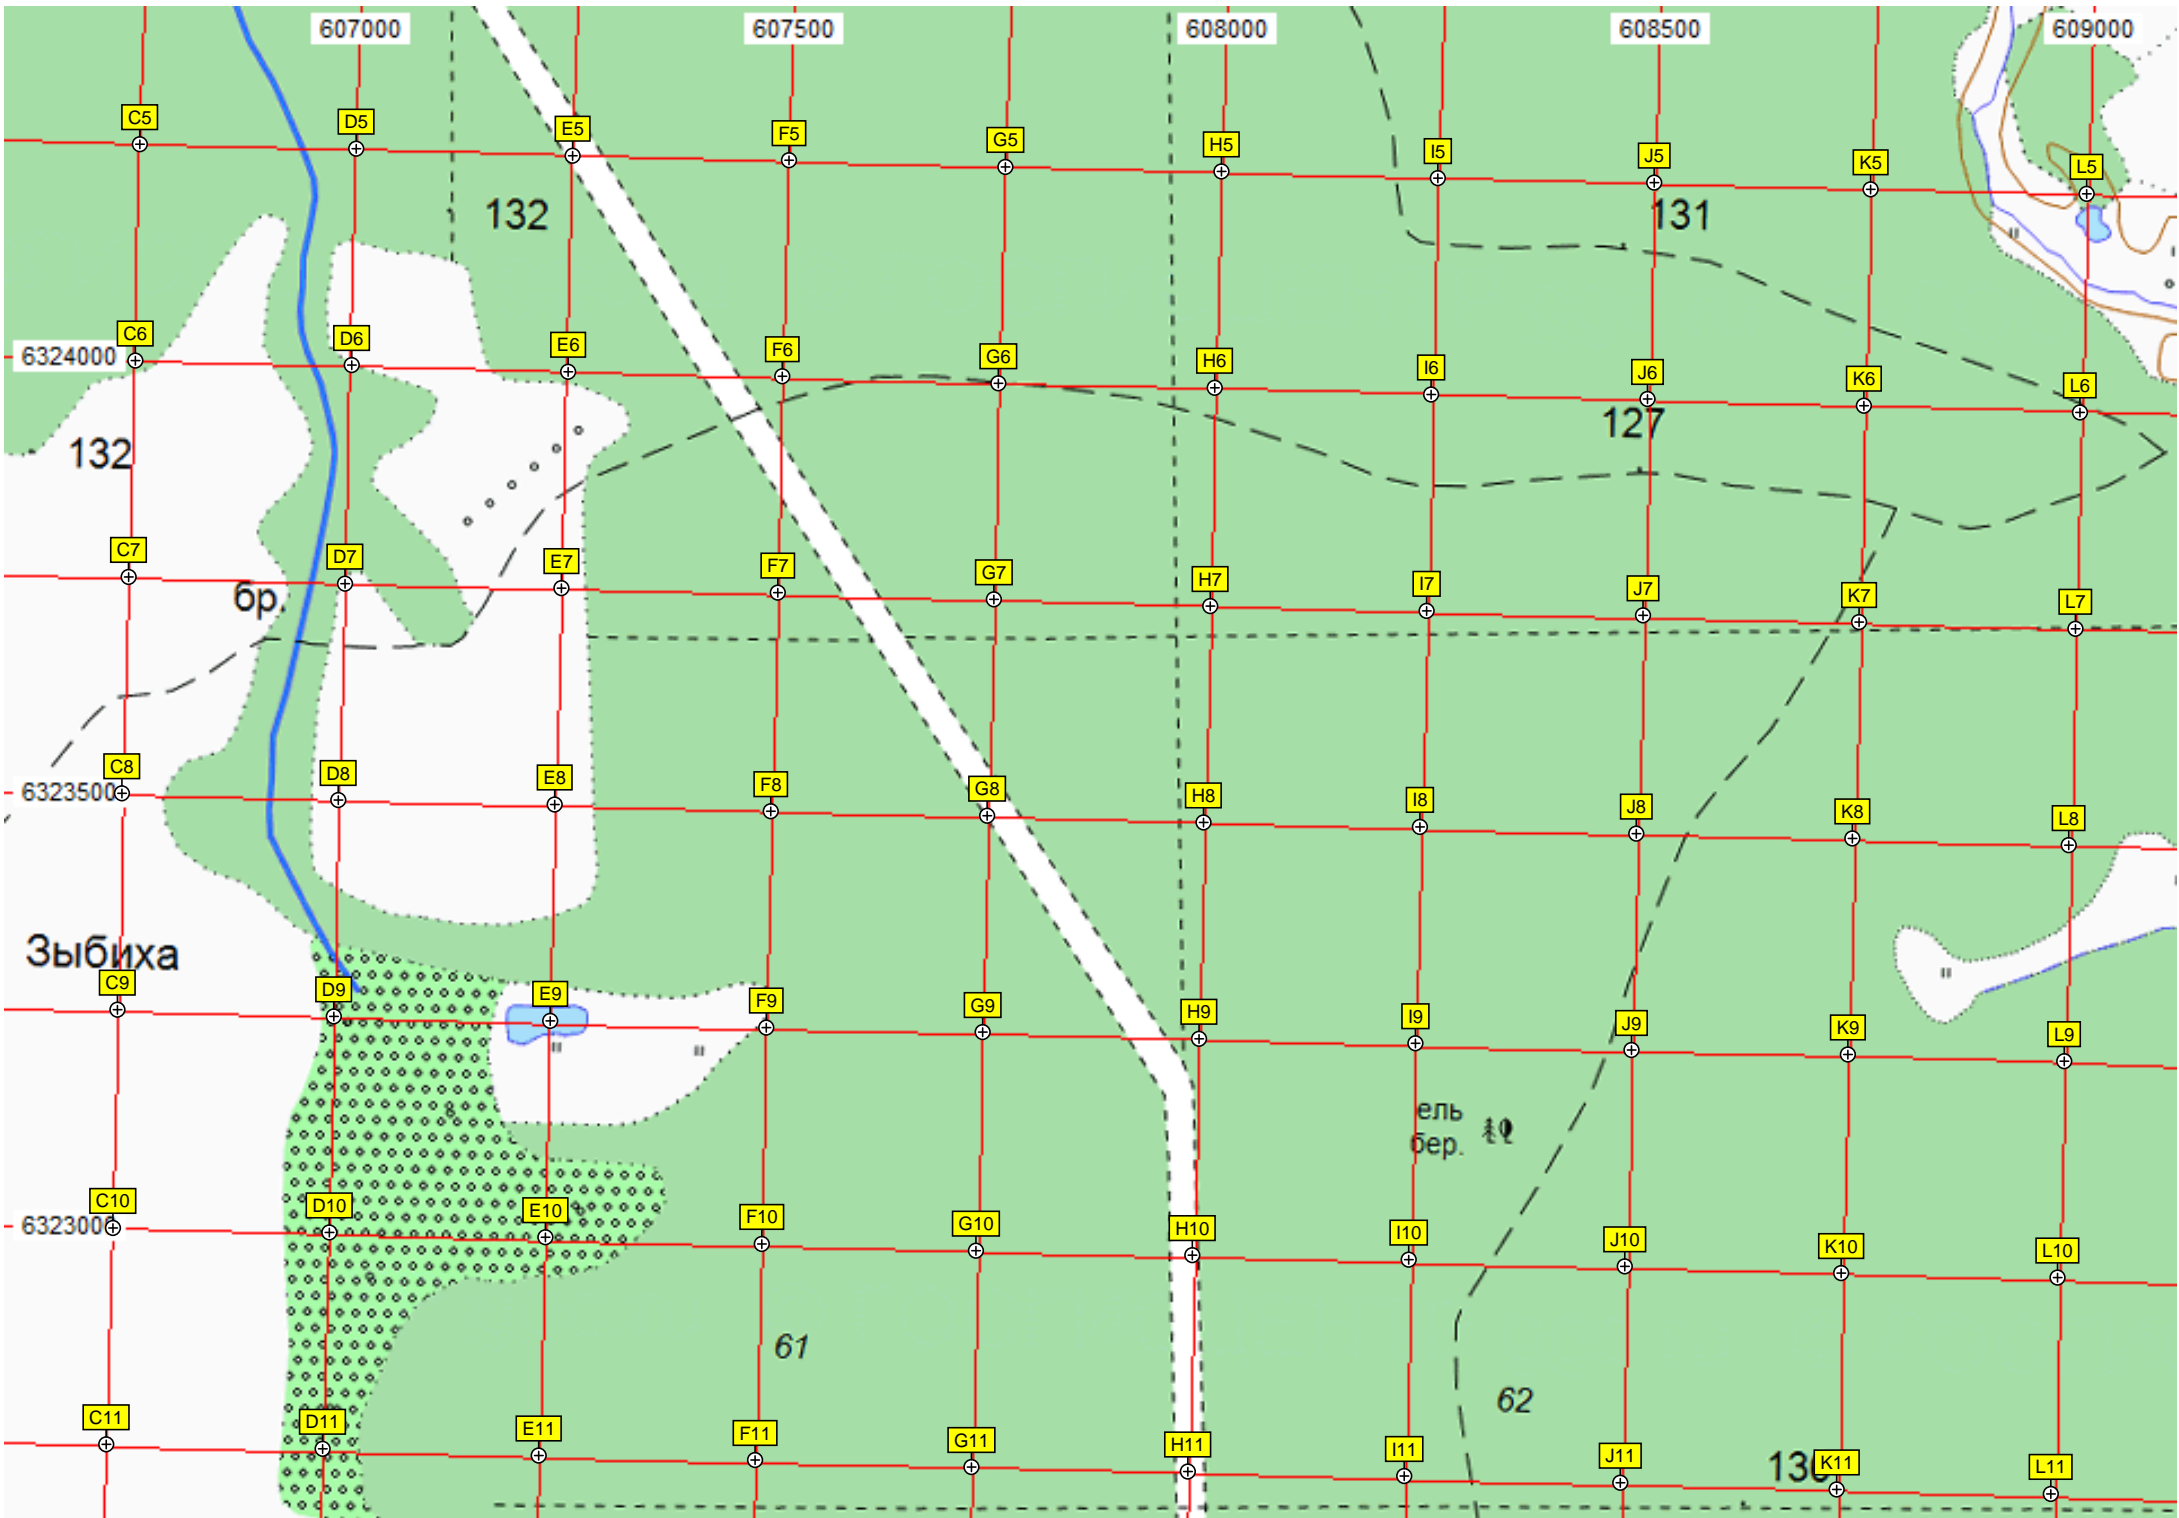 607000 607500 608000 608500 609000
C5 D5 E5 F5 G5 H5 I5 J5 K5 L5
132 131
6324000 C6 D6 E6 F6 G6 H6 I6 J6 K6 L6
132 127
C7 D7 E7 F7 G7 H7 I7 J7 K7 L7
бр.
6323500 C8 D8 E8 F8 G8 H8 I8 J8 K8 L8
Зыбиха
C9 D9 E9 F9 G9 H9 I9 J9 K9 L9
ель
бер.
6323000 C10 D10 E10 F10 G10 H10 I10 J10 K10 L10
61
62
C11 D11 E11 F11 G11 H11 I11 J11 K11 L11